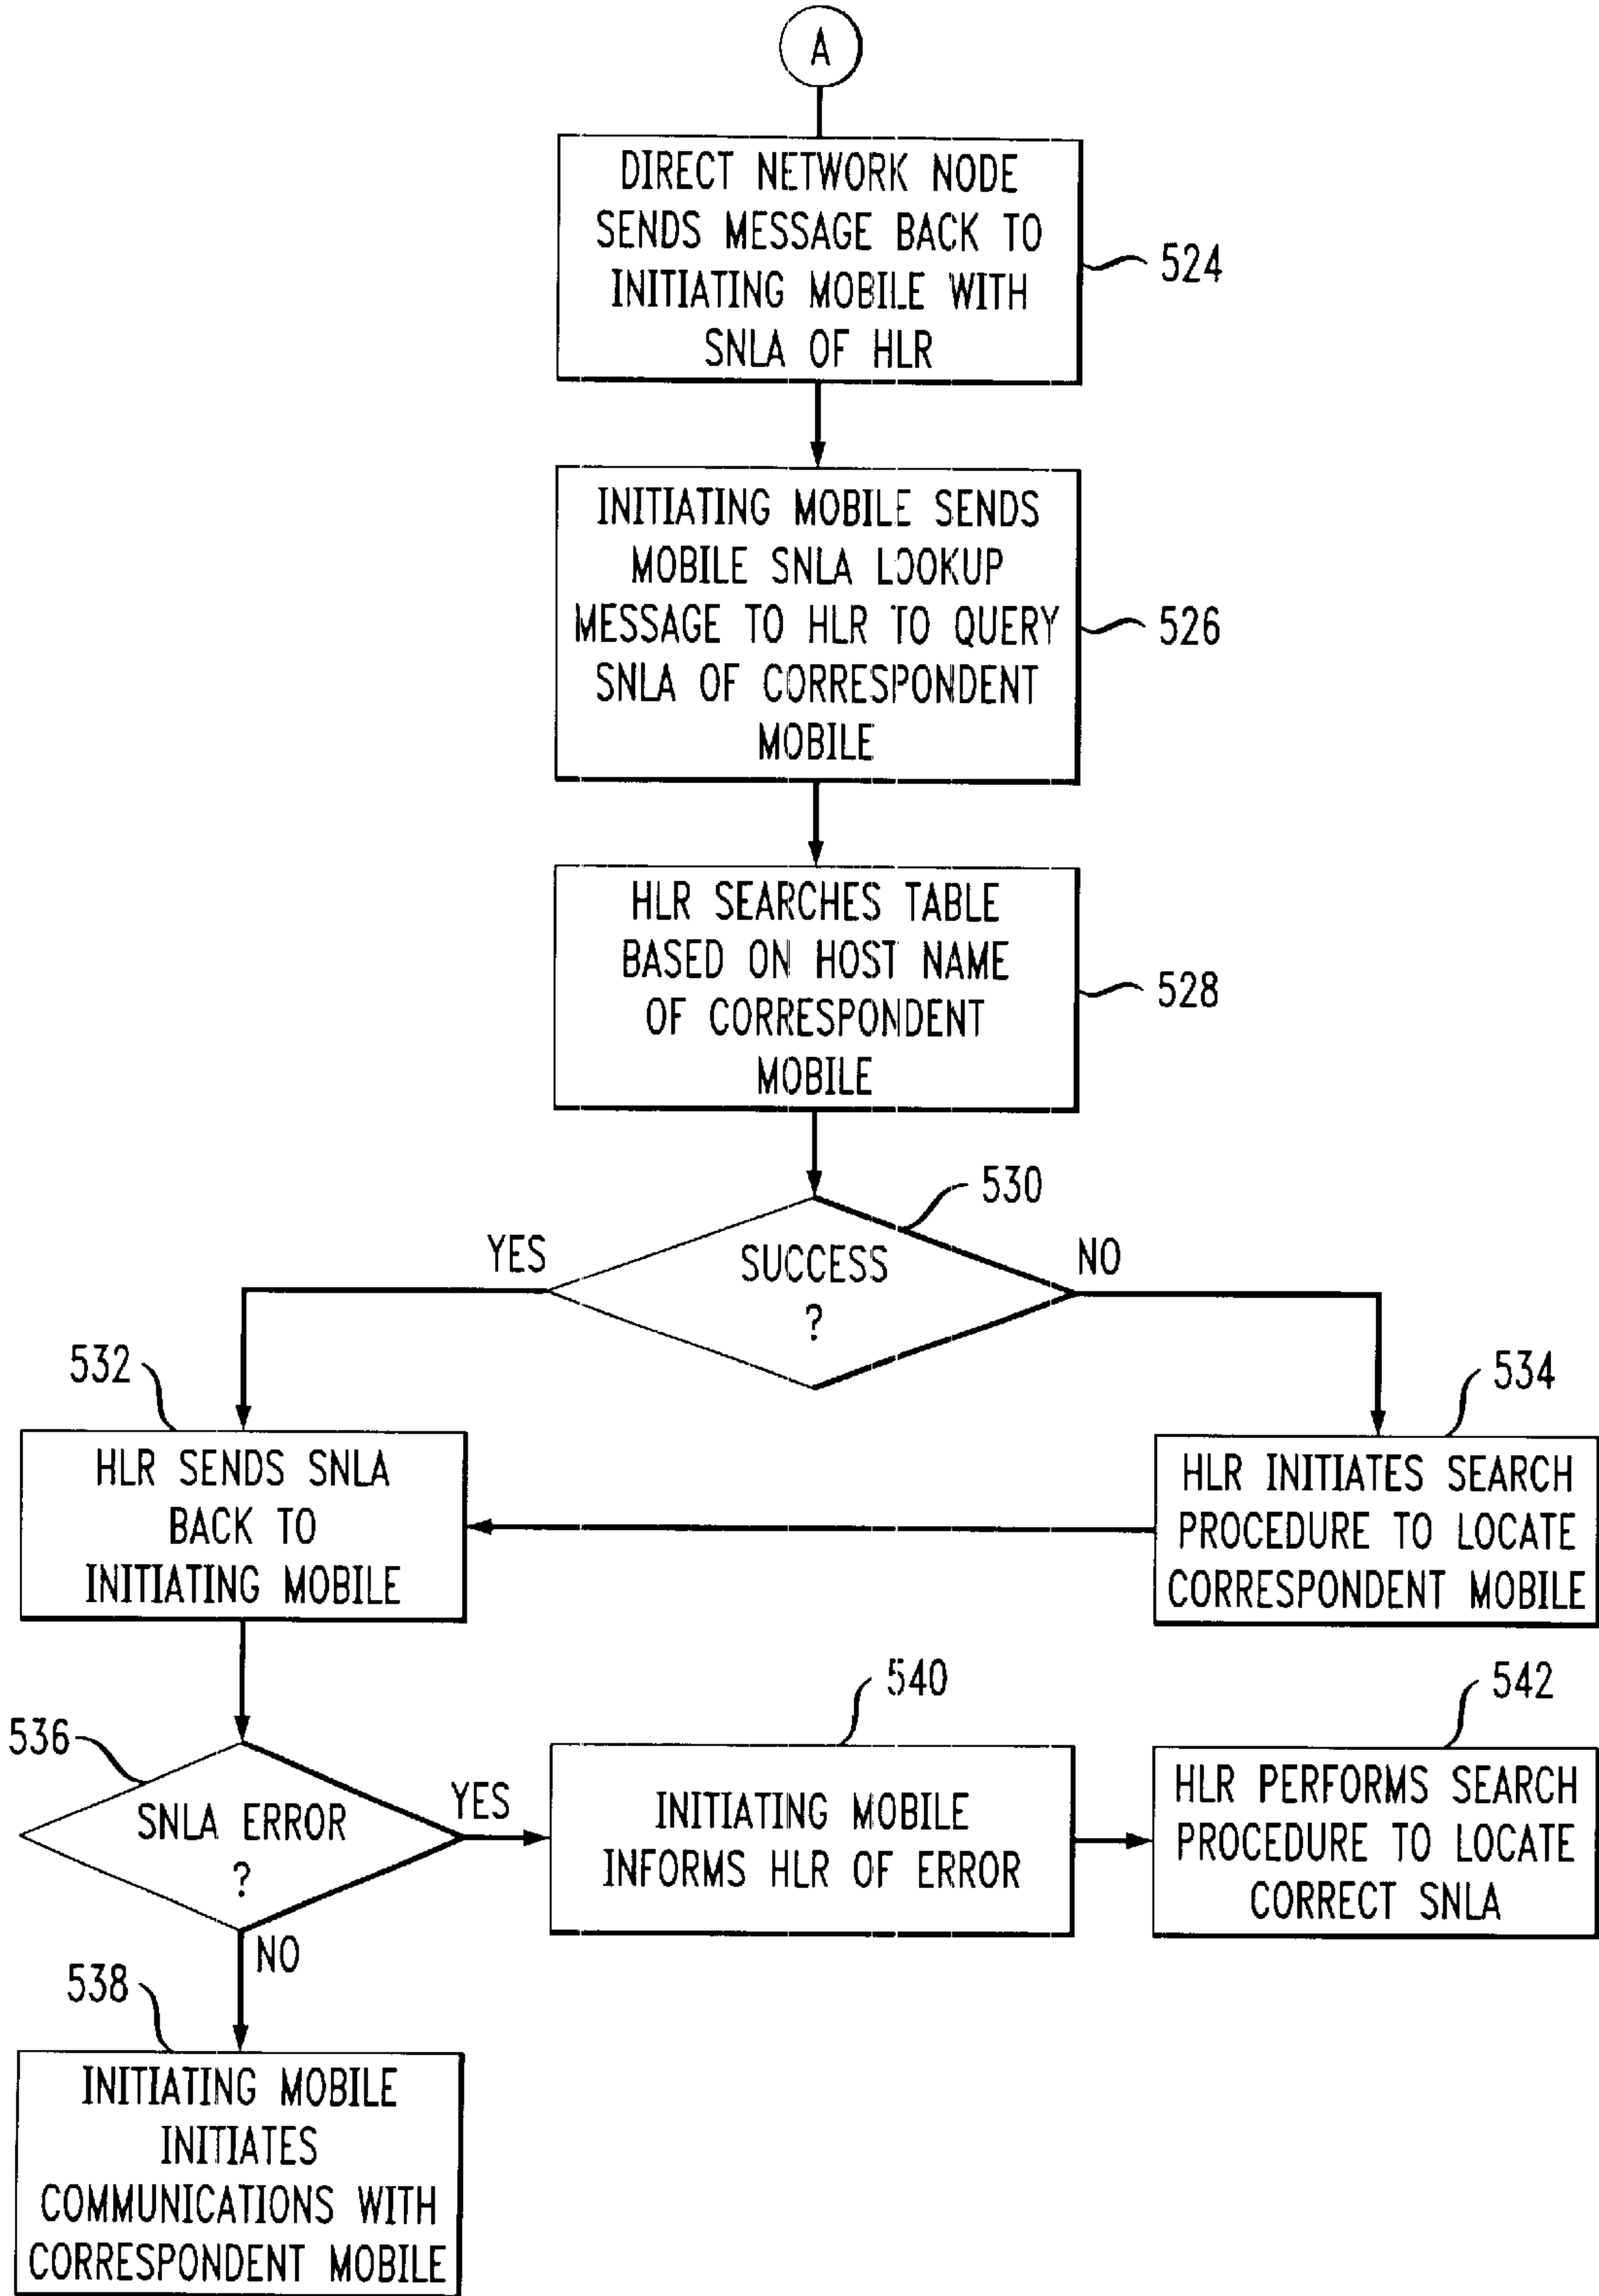 A
DIRECT NETWORK NODE
SENDS MESSAGE BACK TO
INITIATING MOBILE WITH
SNLA OF HLR
524
INITIATING MOBILE SENDS
MOBILE SNLA LOOKUP
MESSAGE TO HLR TO QUERY
SNLA OF CORRESPONDENT
MOBILE
526
HLR SEARCHES TABLE
BASED ON HOST NAME
OF CORRESPONDENT
MOBILE
528
530
SUCCESS
?
YES
NO
532
HLR SENDS SNLA
BACK TO
INITIATING MOBILE
534
HLR INITIATES SEARCH
PROCEDURE TO LOCATE
CORRESPONDENT MOBILE
536
SNLA ERROR
?
YES
NO
540
INITIATING MOBILE
INFORMS HLR OF ERROR
542
HLR PERFORMS SEARCH
PROCEDURE TO LOCATE
CORRECT SNLA
538
INITIATING MOBILE
INITIATES
COMMUNICATIONS WITH
CORRESPONDENT MOBILE